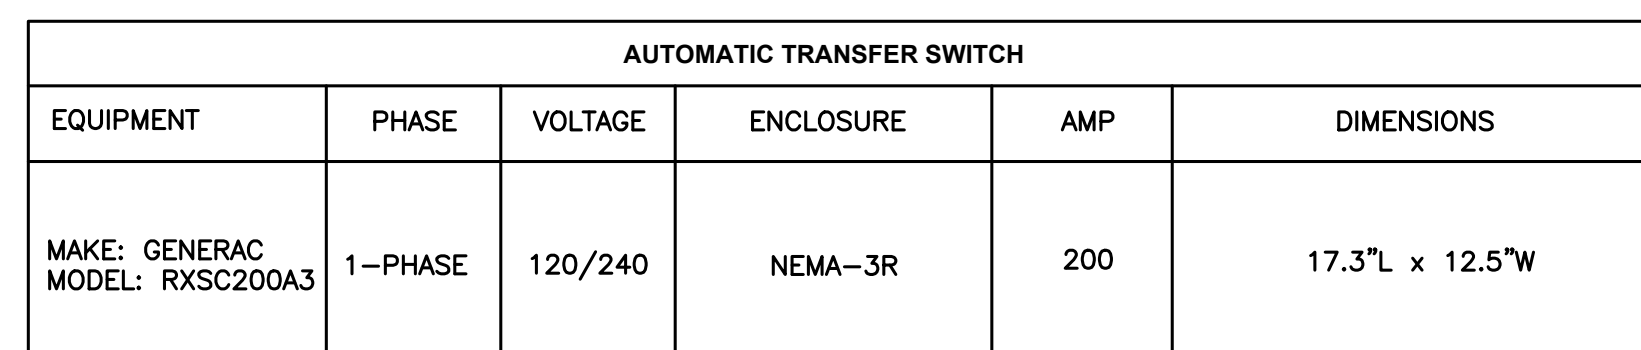 AUTOMATIC TRANSFER SWITCH
EQUIPMENT PHASE VOLTAGE ENCLOSURE AMP DIMENSIONS
MAKE: GENERAC
MODEL: RXSC200A3 1-PHASE 120/240 NEMA-3R 200 17.3"L x 12.5"W